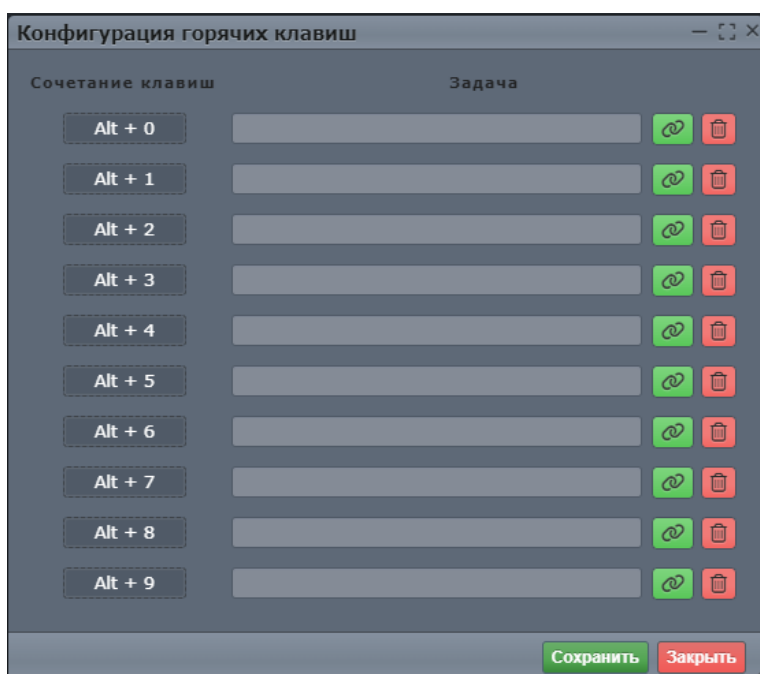 Конфигурация горячих клавиш
Сочетание клавиш Задача
Alt + 0
Alt + 1
Alt + 2
Alt + 3
Alt + 4
Alt + 5
Alt + 6
Alt + 7
Alt + 8
Alt + 9
Сохранить Закрыть